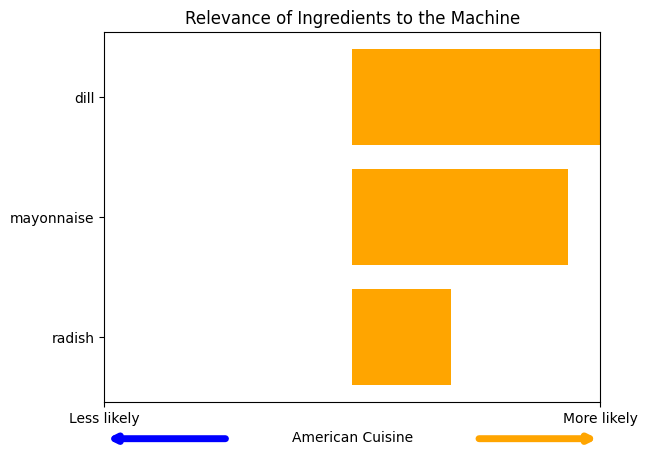 Relevance of Ingredients to the Machine
dill
mayonnaise
radish
Less likely More likely
American Cuisine